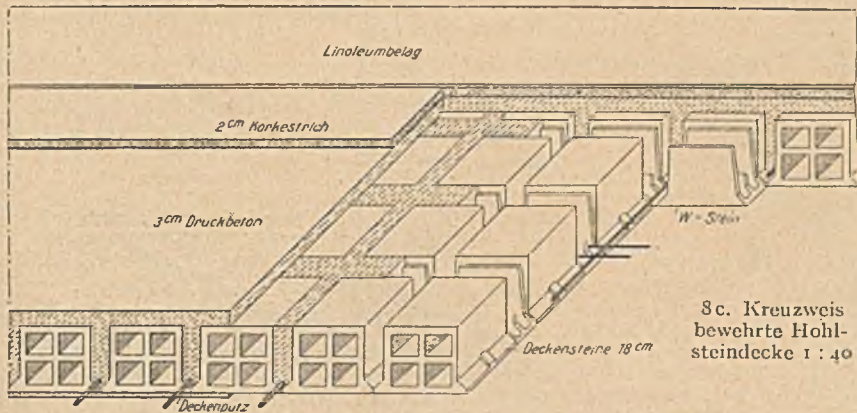 Linoleumbelag
2cm Korkestrich
3cm Druckbeton
W-Stein
8c. Kreuzweis
bewehrte Hohl-
steindecke 1 : 40
Deckensteine 18 cm
Deckenputz